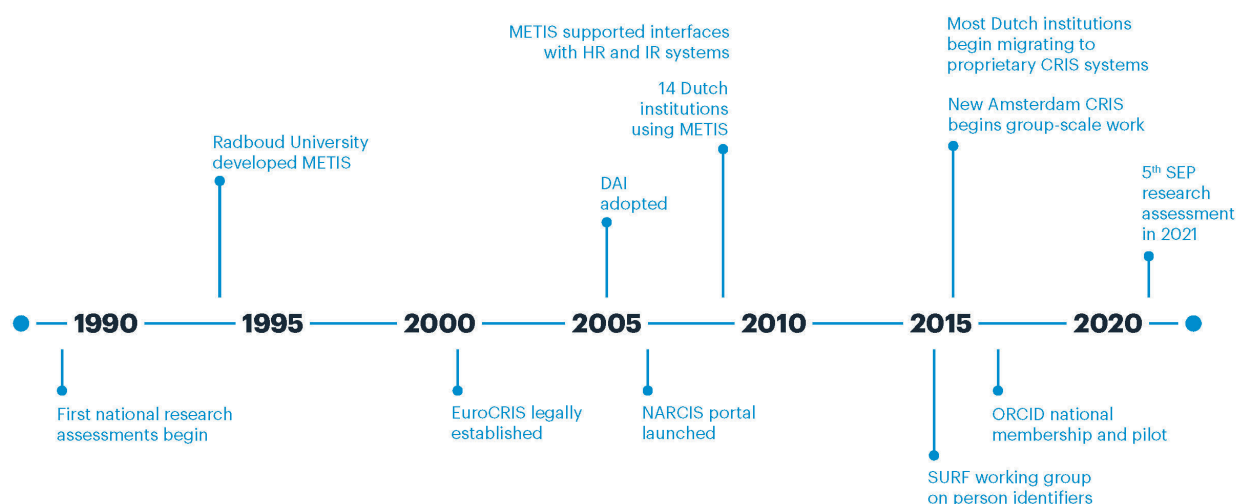 METIS supported interfaces
with HR and IR systems
14 Dutch
institutions
using METIS
Most Dutch institutions
begin migrating to
proprietary CRIS systems
New Amsterdam CRIS
begins group-scale work
Radboud University
developed METIS
DAI
adopted
5th SEP
research
assessment
in 2021
1990 1995 2000 2005 2010 2015 2020
First national research
assessments begin
EuroCRIS legally
established
NARCIS portal
launched
ORCID national
membership and pilot
SURF working group
on person identifiers